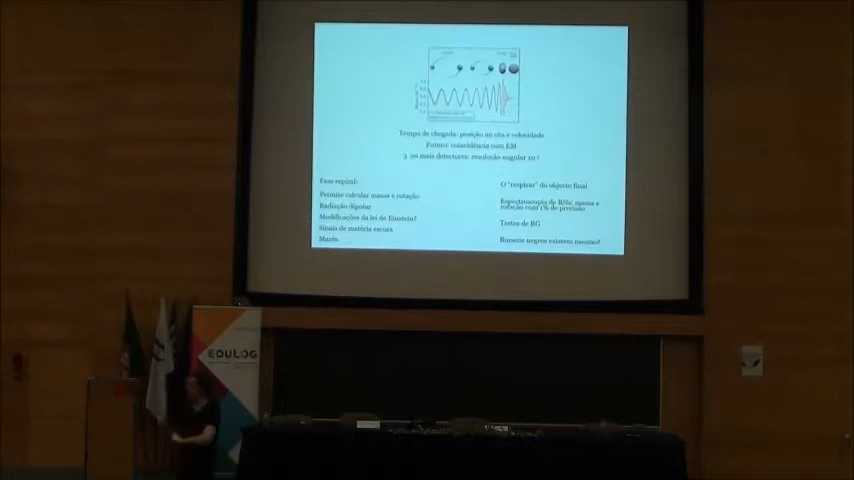 Tempo de chegada: posição no céu e velocidade
Futuro: coincidência com EM
3 ou mais detectores: resolução angular
Fase espiral:
Permite calcular massa e rotação
Radiação dipolar
Modificações da lei de Einstein?
Sinais de matéria escura
Marés
O "respirar" do objecto final
Espectroscopia de BNs: massa e
rotação com 1% de precisão
Testes de RG
Buracos negros existem mesmo?
EDULOG